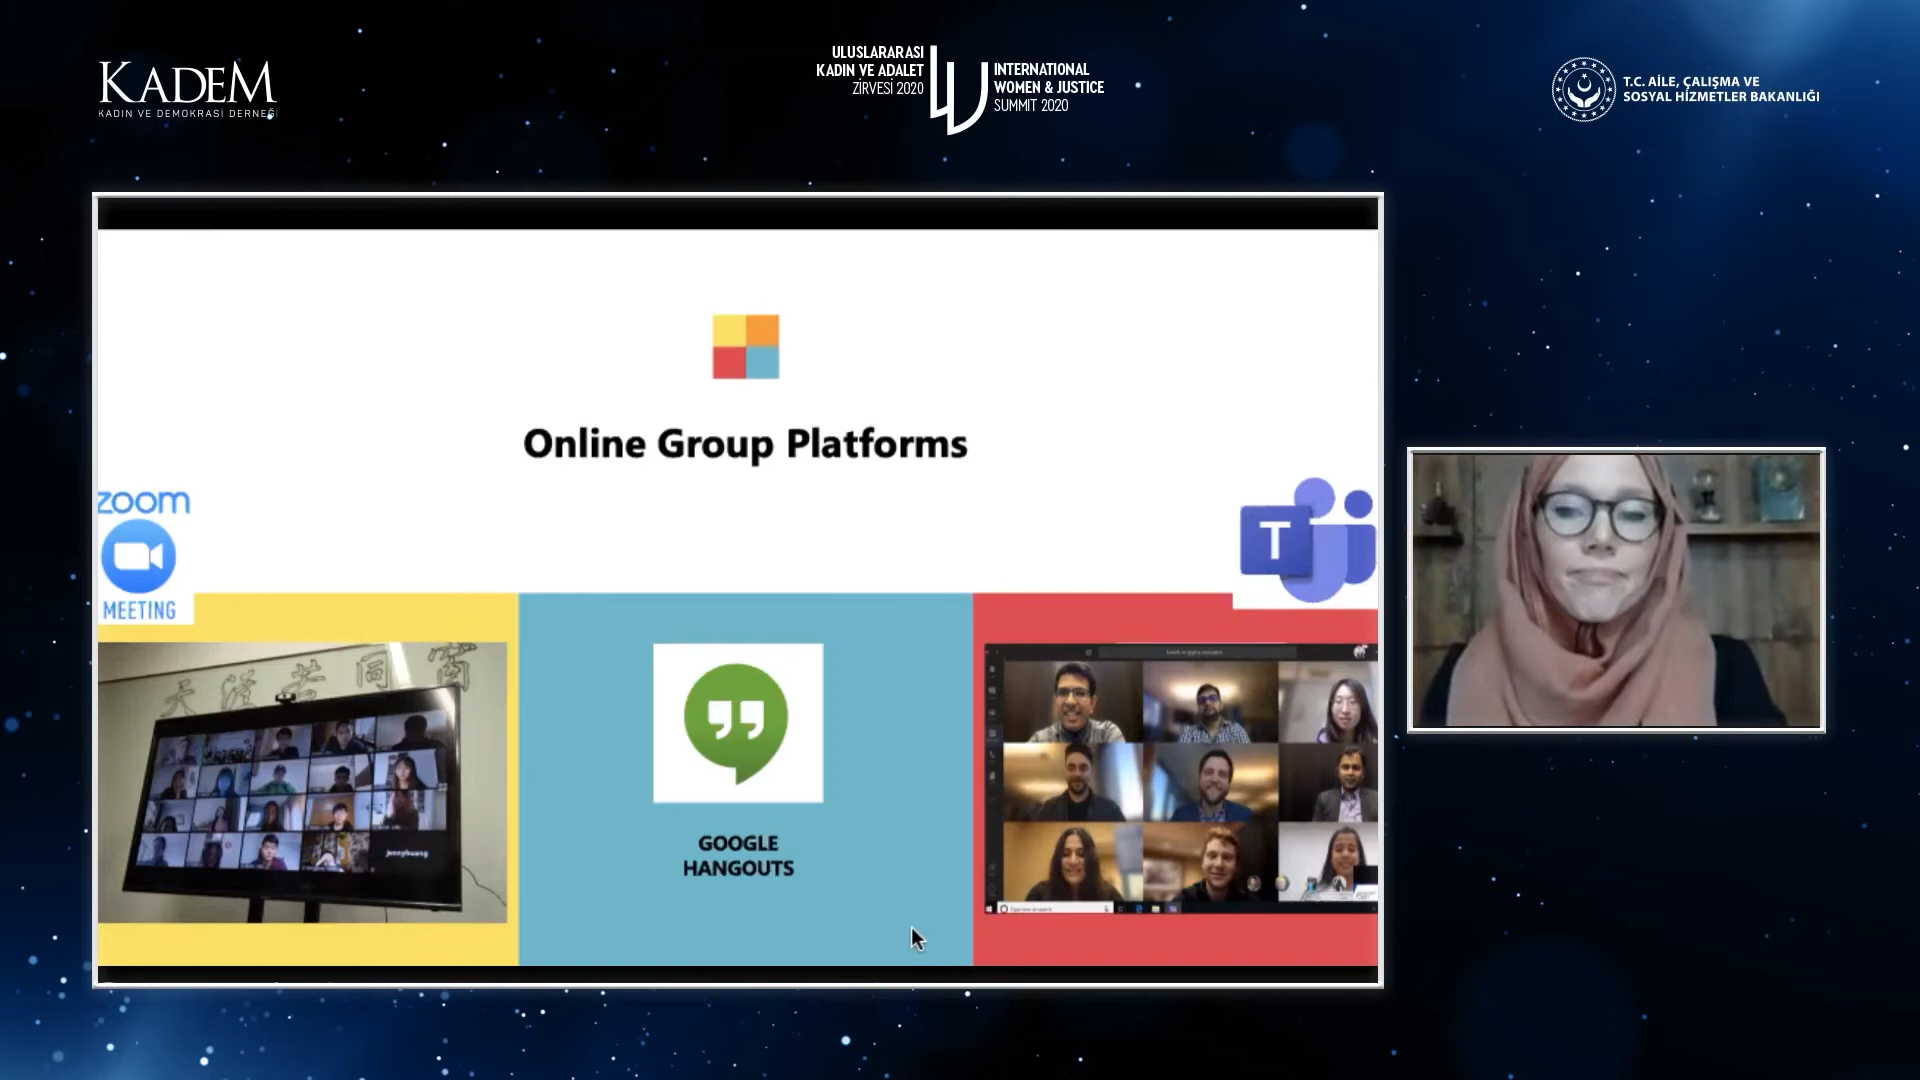 KADEM
KADIN VE DEMOKRASİ DERNEĞİ
ULUSLARARASI
KADIN VE ADALET
ZİRVESİ 2020
INTERNATIONAL
WOMEN & JUSTICE
SUMMIT 2020
T.C. AİLE, ÇALIŞMA VE
SOSYAL HİZMETLER BAKANLIĞI
Online Group Platforms
zoom
MEETING
T
GOOGLE
HANGOUTS
jennyhuang